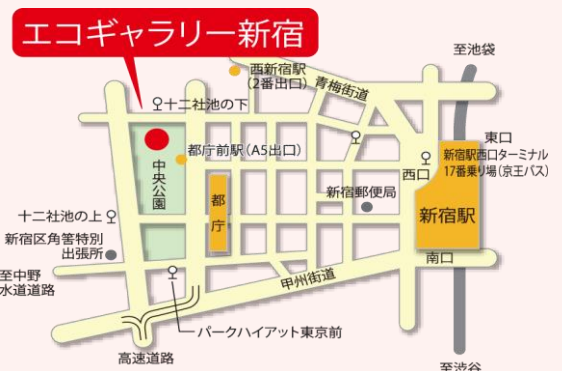 エコギャラリー新宿
至池袋
西新宿駅
(2番出口)
青梅街道
十二社池の下
東口
都庁前駅(A5出口)
新宿駅西口ターミナル
17番乗り場(京王バス)
西口
中央公園
都庁
新宿郵便局
新宿駅
十二社池の上
新宿区角筈特別
出張所
南口
至中野
水道道路
甲州街道
パークハイアット東京前
高速道路
至渋谷